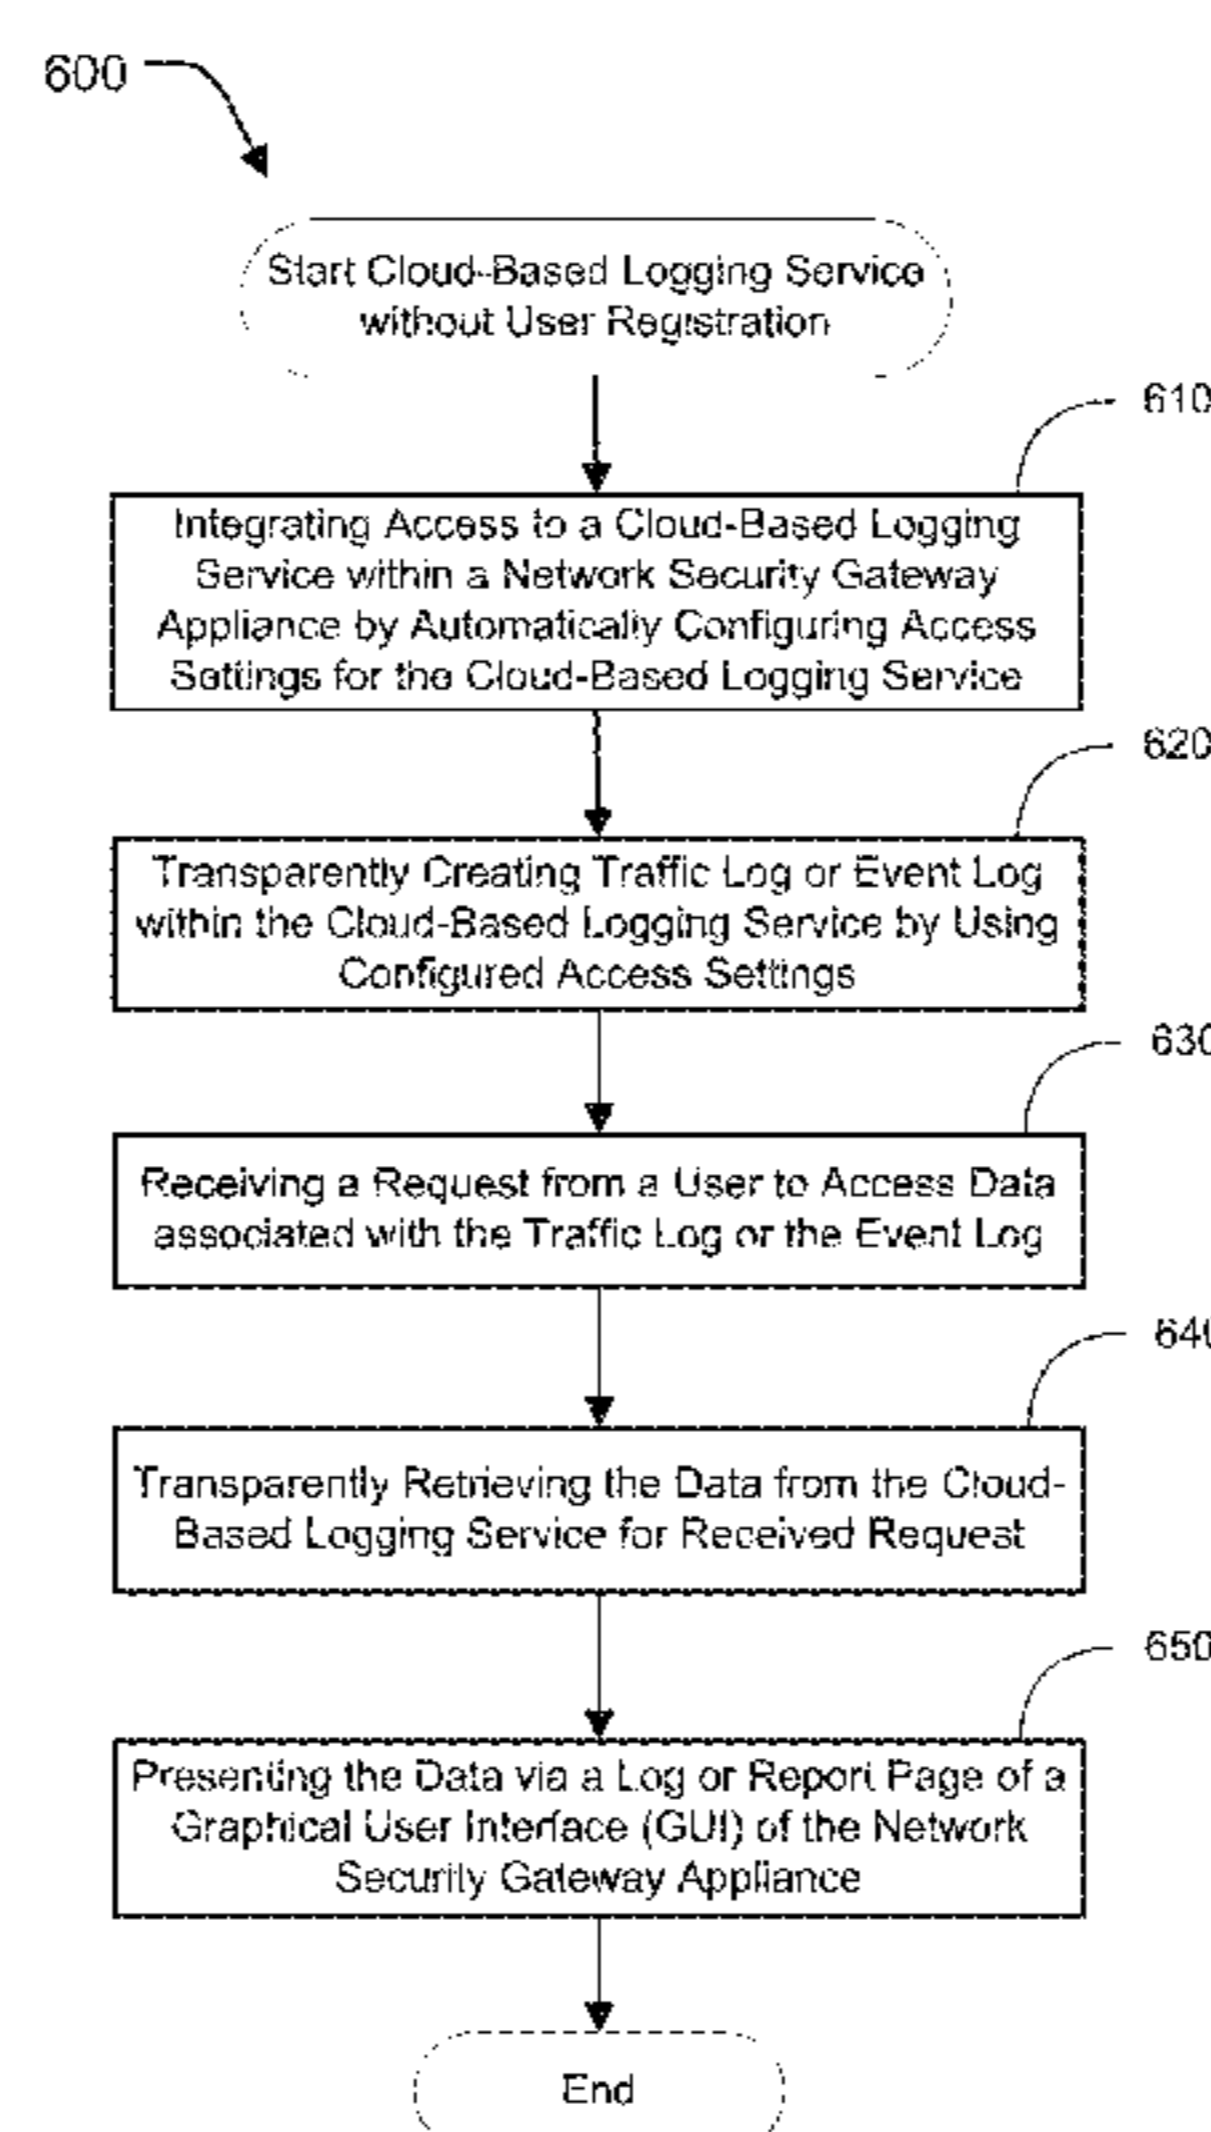 600
Start Cloud-Based Logging Service
without User Registration
610
Integrating Access to a Cloud-Based Logging
Service within a Network Security Gateway
Appliance by Automatically Configuring Access
Settings for the Cloud-Based Logging Service
620
Transparently Creating Traffic Log or Event Log
within the Cloud-Based Logging Service by Using
Configured Access Settings
630
Receiving a Request from a User to Access Data
associated with the Traffic Log or the Event Log
640
Transparently Retrieving the Data from the Cloud-
Based Logging Service for Received Request
650
Presenting the Data via a Log or Report Page of a
Graphical User Interface (GUI) of the Network
Security Gateway Appliance
End